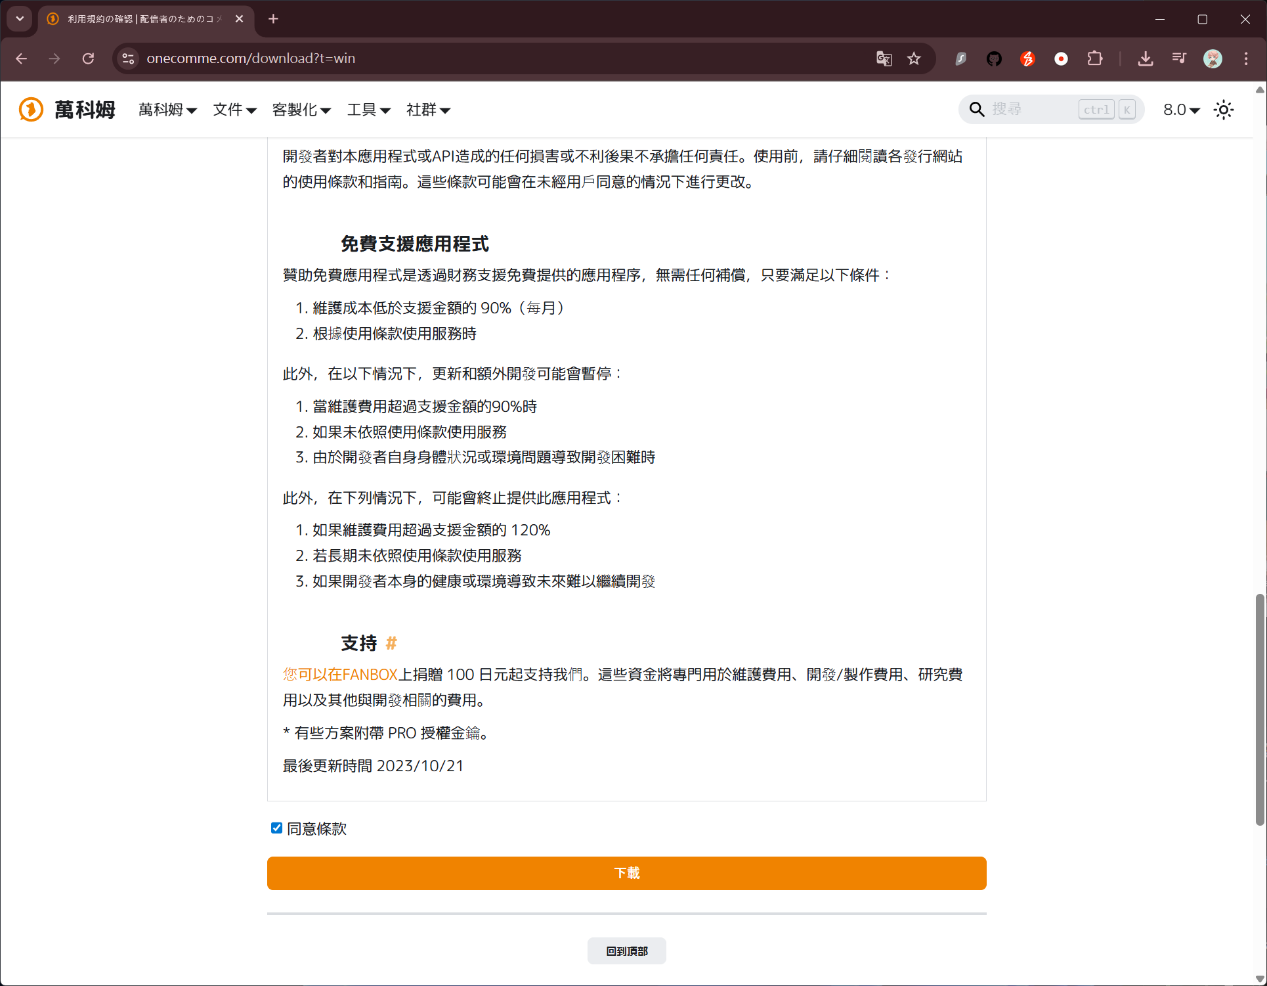 利用規約の確認 | 配信者のためのコメ
onecomme.com/download?t=win
萬科姆
萬科姆
文件
客製化
工具
社群
搜尋
ctrl
K
8.0
開發者對本應用程式或API造成的任何損害或不利後果不承擔任何責任。使用前，請仔細閱讀各發行網站
的使用條款和指南。這些條款可能會在未經用戶同意的情況下進行更改。
免費支援應用程式
贊助免費應用程式是透過財務支援免費提供的應用程序，無需任何補償，只要滿足以下條件：
1. 維護成本低於支援金額的 90%（每月）
2. 根據使用條款使用服務時
此外，在以下情況下，更新和額外開發可能會暫停：
1. 當維護費用超過支援金額的90%時
2. 如果未依照使用條款使用服務
3. 由於開發者自身身體狀況或環境問題導致開發困難時
此外，在下列情況下，可能會終止提供此應用程式：
1. 如果維護費用超過支援金額的 120%
2. 若長期未依照使用條款使用服務
3. 如果開發者本身的健康或環境導致未來難以繼續開發
支持 #
您可以在FANBOX上捐贈 100 日元起支持我們。這些資金將專門用於維護費用、開發/製作費用、研究費
用以及其他與開發相關的費用。
* 有些方案附帶 PRO 授權金鑰。
最後更新時間 2023/10/21
同意條款
下載
回到頂部